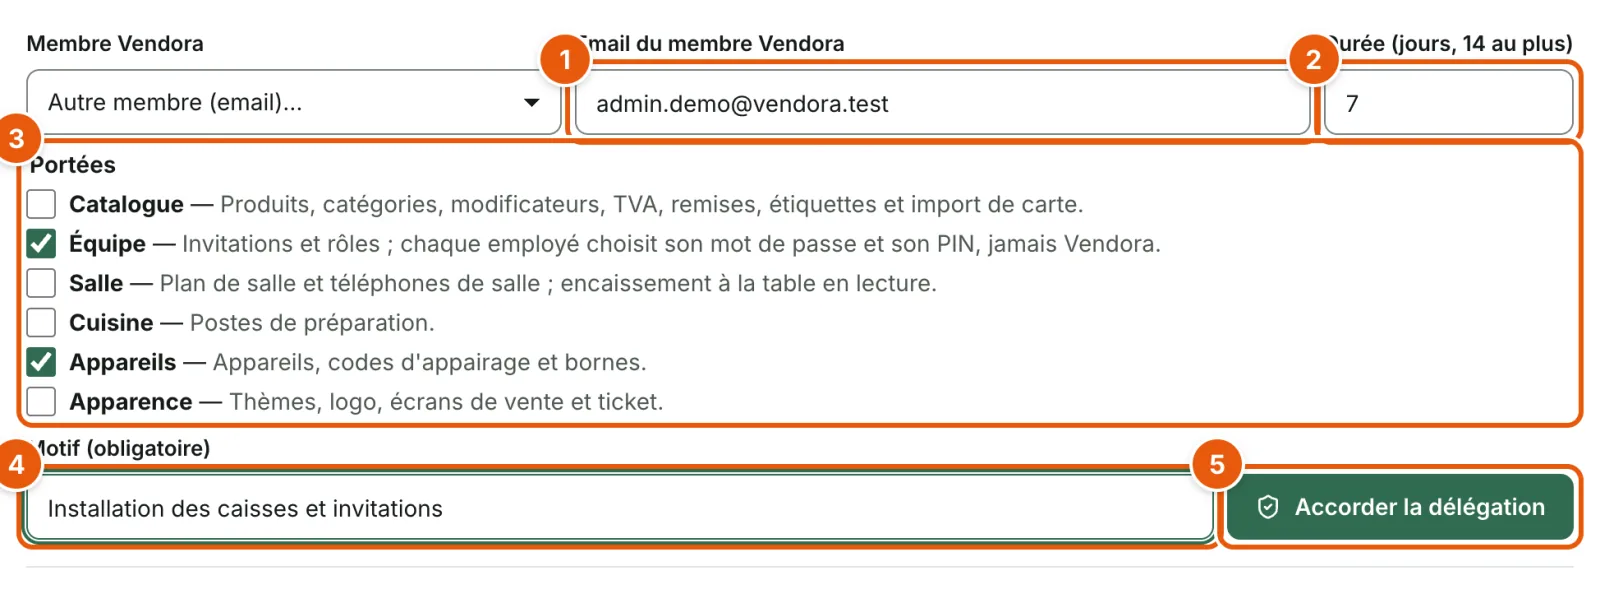 Membre Vendora
Email du membre Vendora
Durée (jours, 14 au plus)
1
2
Autre membre (email)...
admin.demo@vendora.test
7
3
Portées
Catalogue — Produits, catégories, modificateurs, TVA, remises, étiquettes et import de carte.
Équipe — Invitations et rôles ; chaque employé choisit son mot de passe et son PIN, jamais Vendora.
Salle — Plan de salle et téléphones de salle ; encaissement à la table en lecture.
Cuisine — Postes de préparation.
Appareils — Appareils, codes d'appairage et bornes.
Apparence — Thèmes, logo, écrans de vente et ticket.
Motif (obligatoire)
4
5
Installation des caisses et invitations
Accorder la délégation